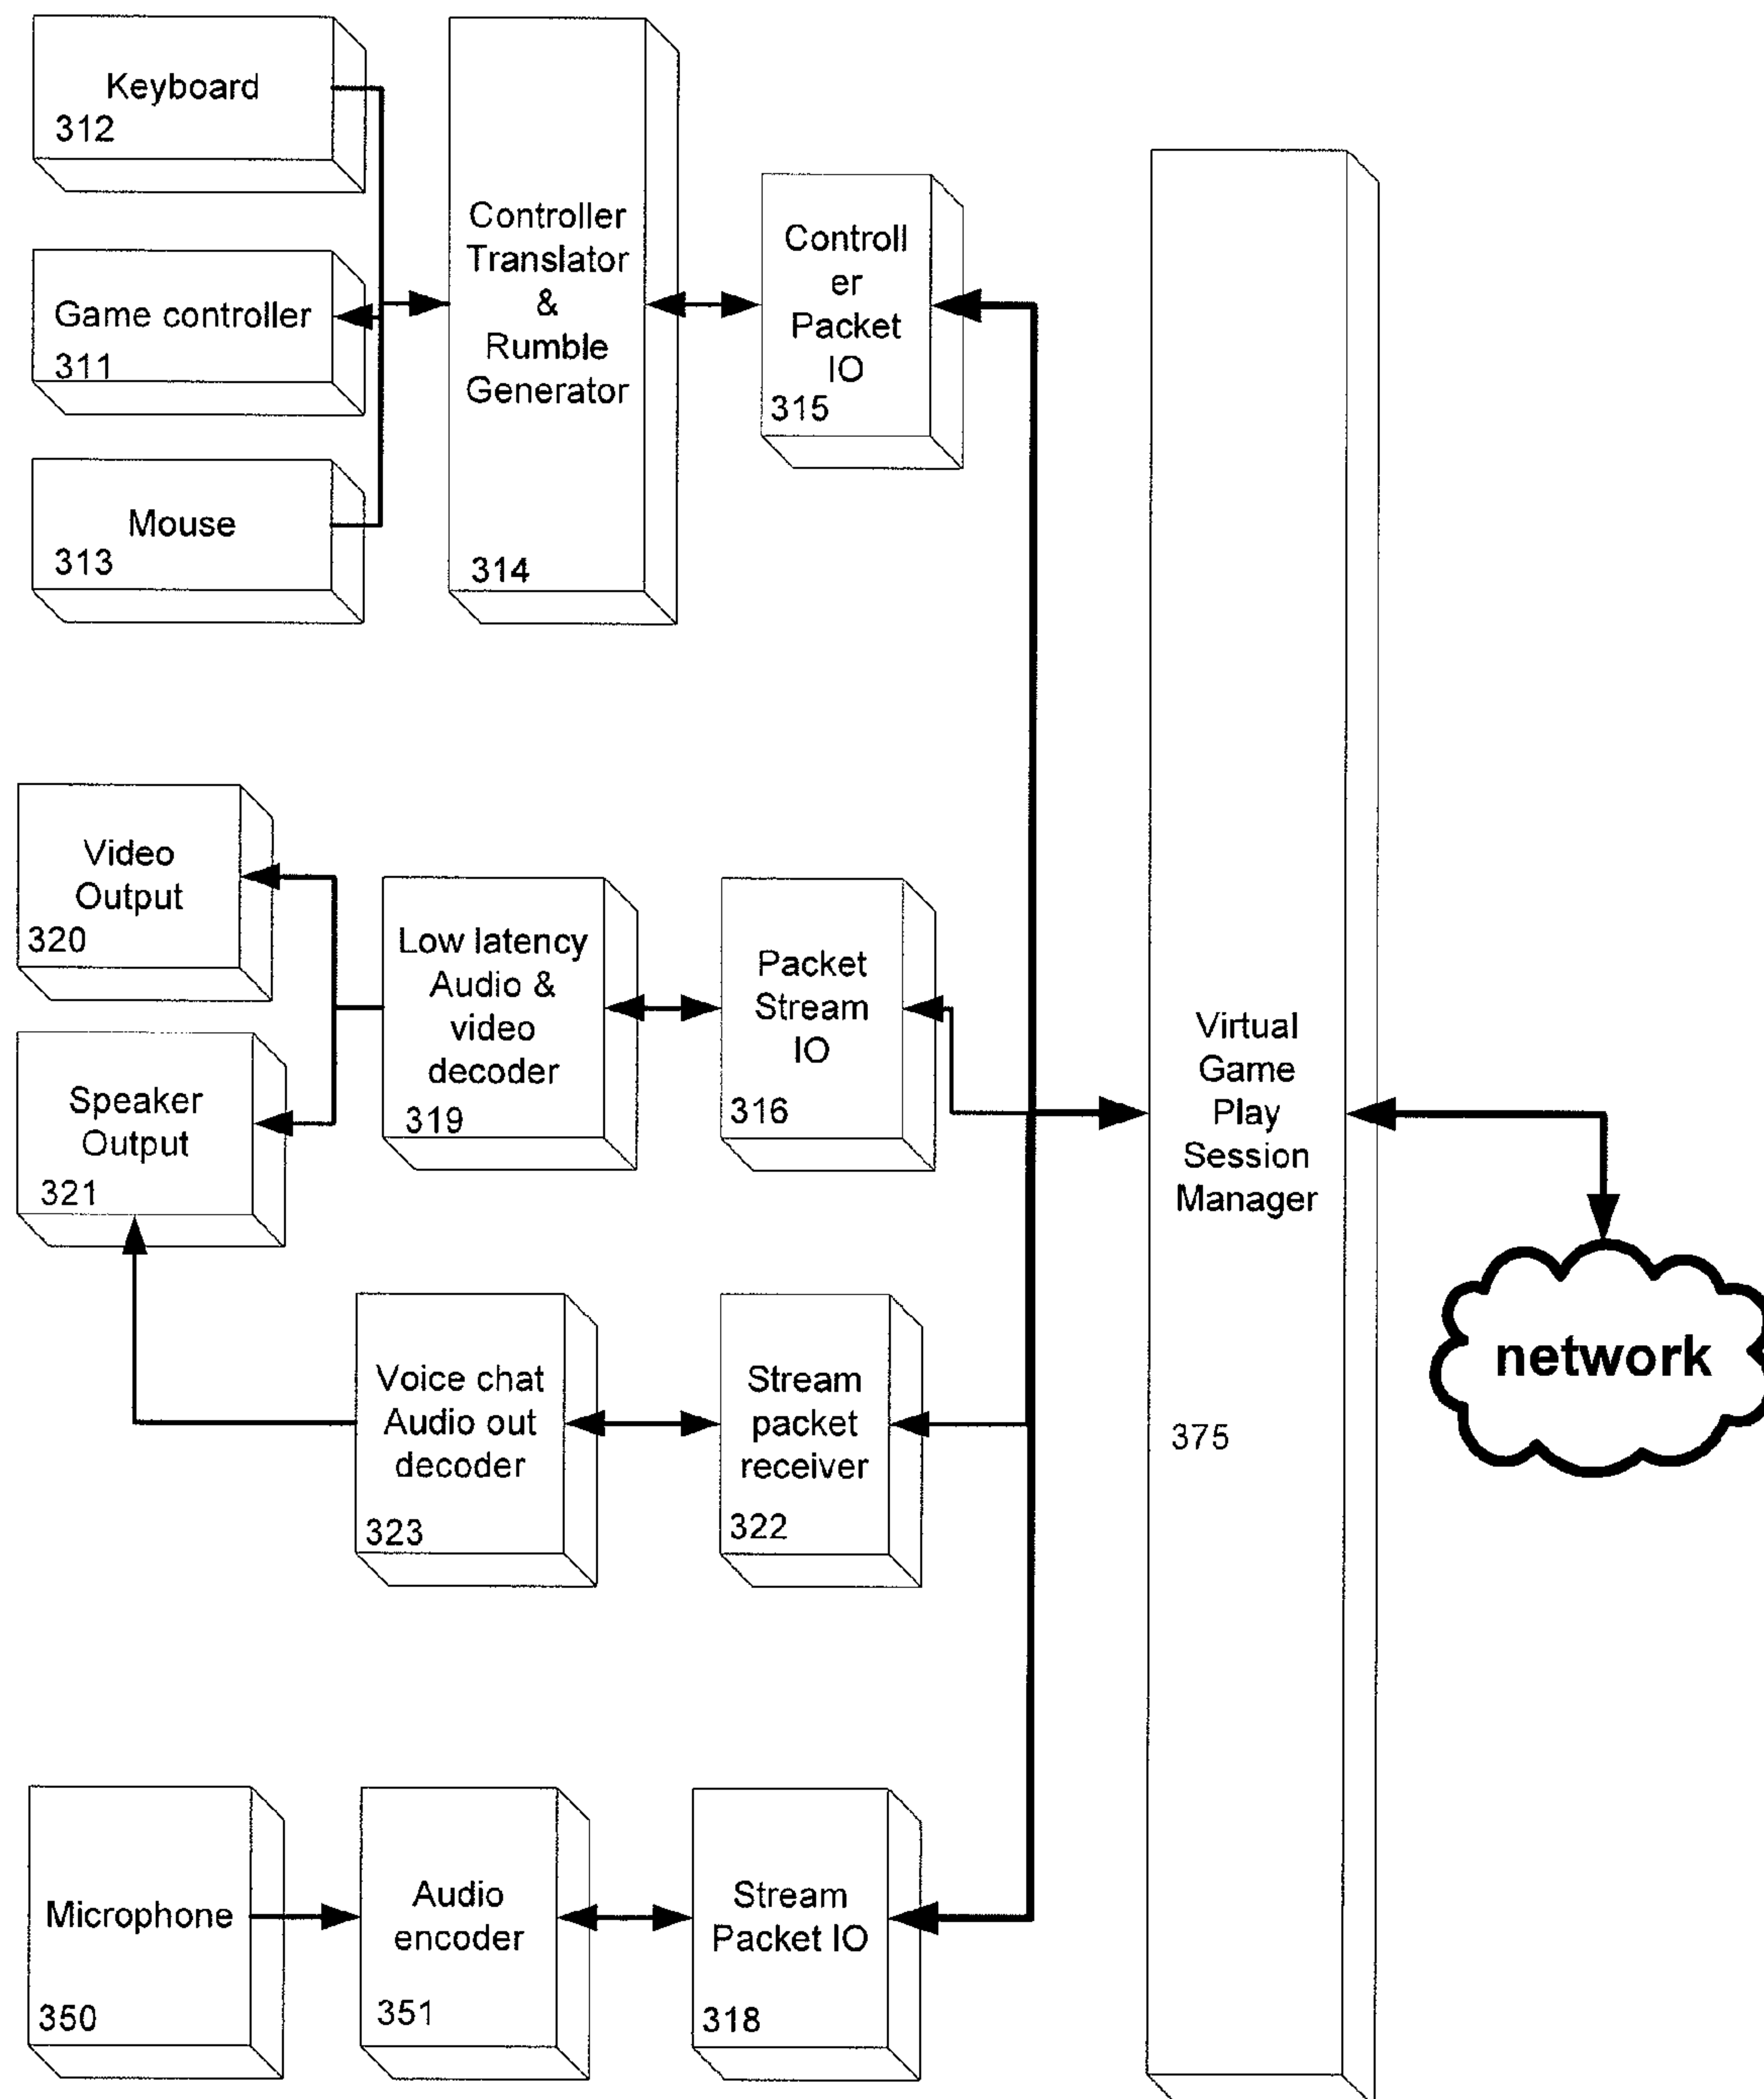 Keyboard
312
Game controller
311
Mouse
313
Controller
Translator
&
Rumble
Generator
314
Controll
er
Packet
IO
315
Video
Output
320
Speaker
Output
321
Low latency
Audio &
video
decoder
319
Packet
Stream
IO
316
Voice chat
Audio out
decoder
323
Stream
packet
receiver
322
Microphone
350
Audio
encoder
351
Stream
Packet IO
318
Virtual
Game
Play
Session
Manager
375
network